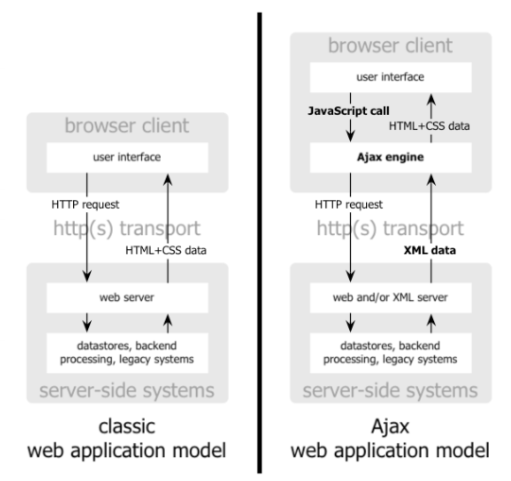 browser client
user interface
HTTP request
http(s) transport
HTML+CSS data
web server
datastores, backend
processing, legacy systems
server-side systems
classic
web application model
browser client
user interface
JavaScript call
HTML+CSS data
Ajax engine
HTTP request
http(s) transport
XML data
web and/or XML server
datastores, backend
processing, legacy systems
server-side systems
Ajax
web application model